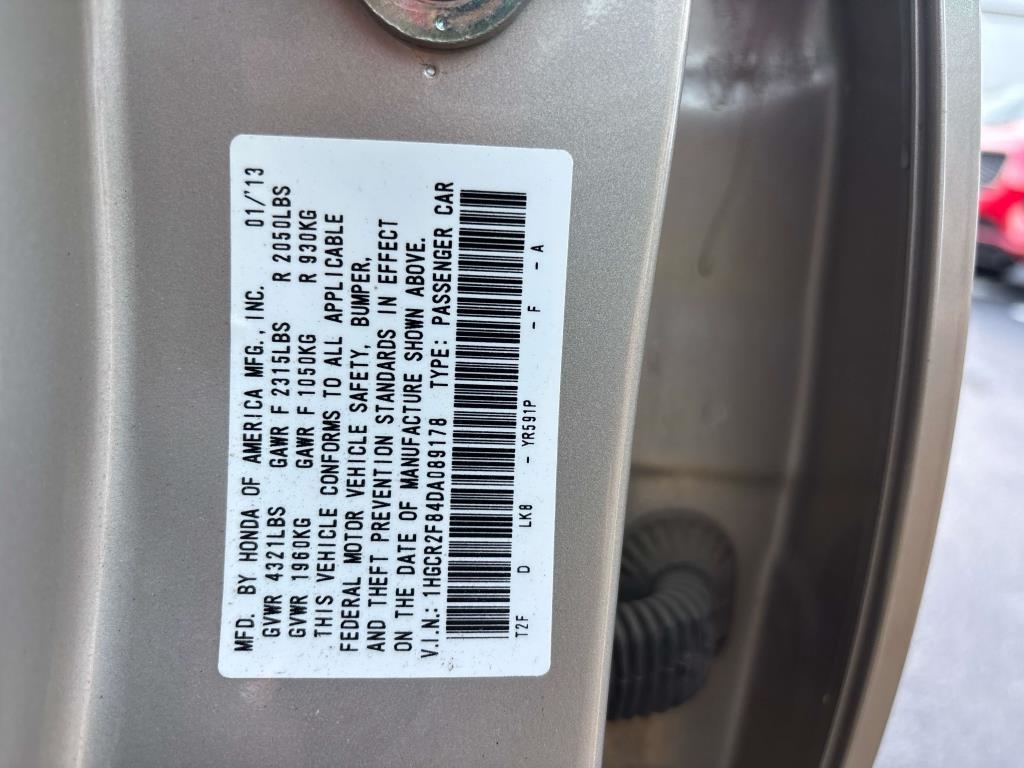 MFD. BY HONDA OF AMERICA MFG., INC. 01/'13
GVWR 4321LBS GAWR F 2315LBS R 2050LBS
GVWR 1960KG GAWR F 1050KG R 930KG
THIS VEHICLE CONFORMS TO ALL APPLICABLE
FEDERAL MOTOR VEHICLE SAFETY, BUMPER,
AND THEFT PREVENTION STANDARDS IN EFFECT
ON THE DATE OF MANUFACTURE SHOWN ABOVE.
V.I.N.: 1HGCR2F84DA089178 TYPE: PASSENGER CAR
T2F D LK8 - YR591P - F - A